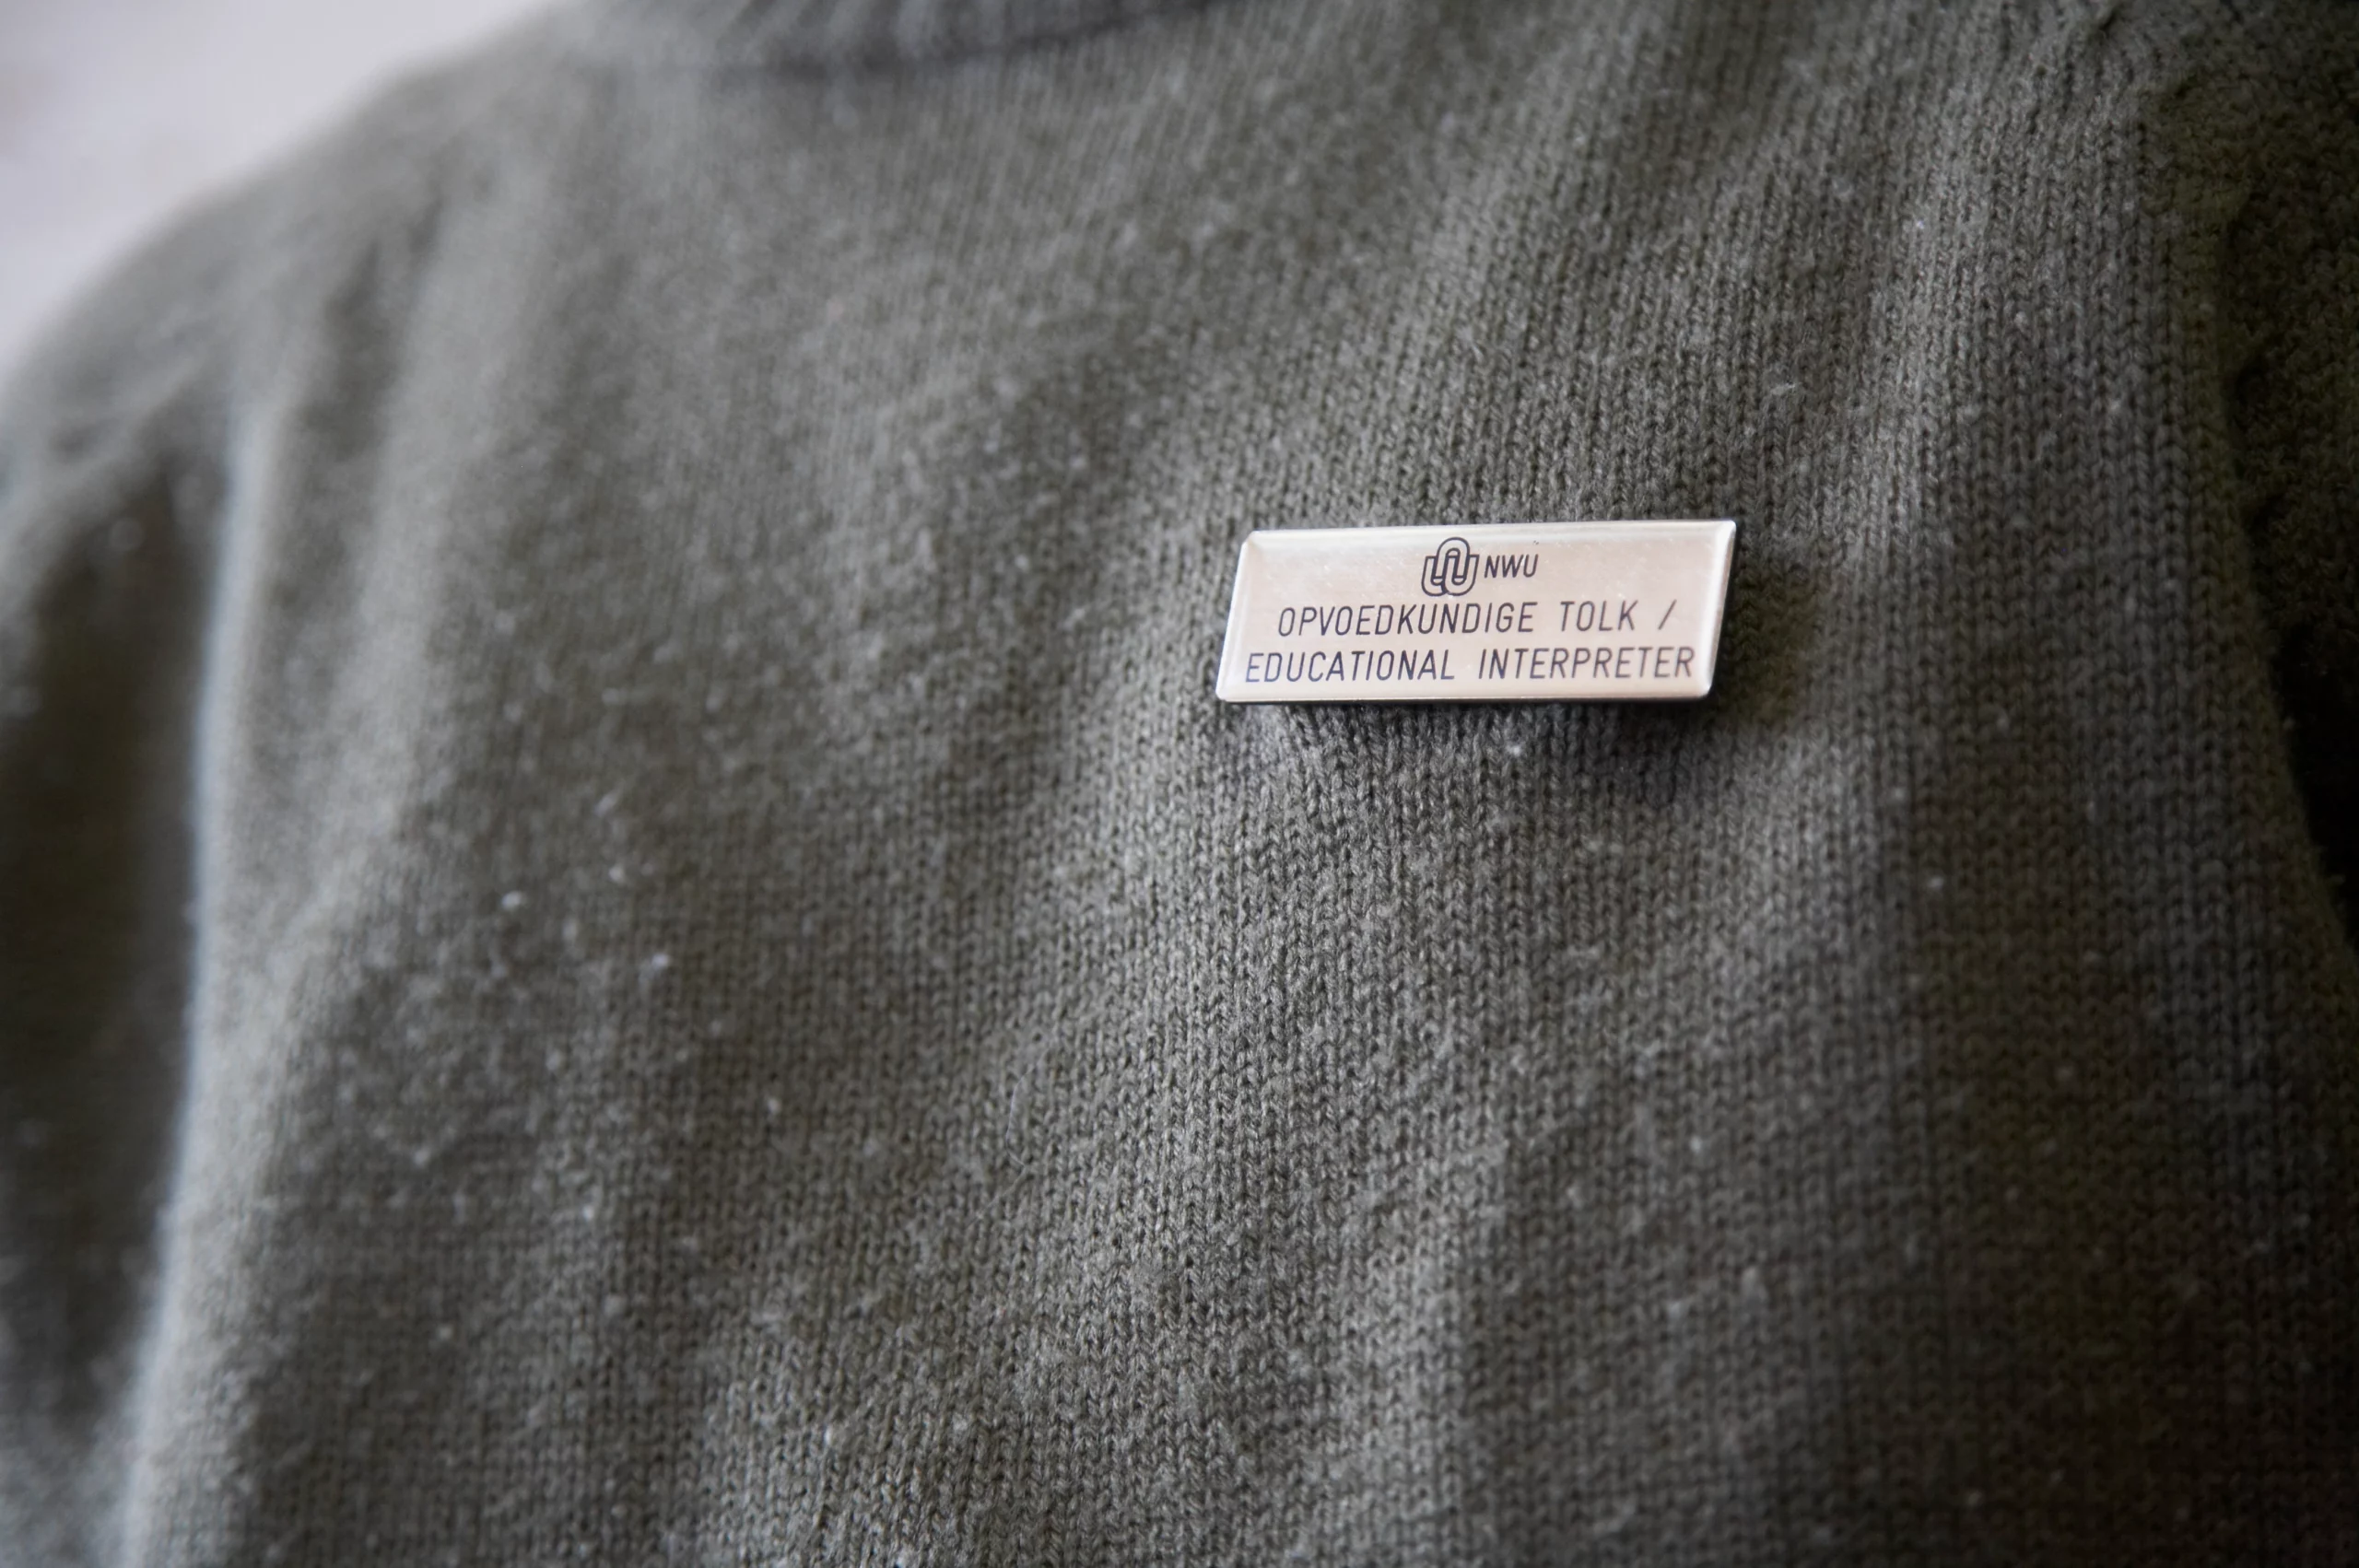 NWU
OPVOEDKUNDIGE TOLK /
EDUCATIONAL INTERPRETER